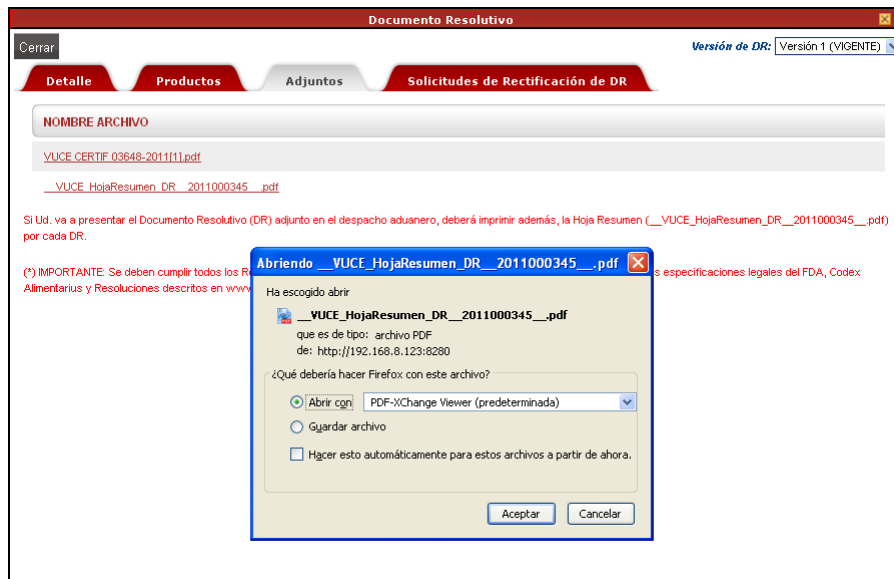 Documento Resolutivo
Cerrar
Versión de DR: Versión 1 (VIGENTE)
Detalle Productos Adjuntos Solicitudes de Rectificación de DR
NOMBRE ARCHIVO
VUCE CERTIF 03648-2011[1].pdf
__VUCE_HojaResumen_DR__2011000345__.pdf
Si Ud. va a presentar el Documento Resolutivo (DR) adjunto en el despacho aduanero, deberá imprimir además, la Hoja Resumen (__VUCE_HojaResumen_DR__2011000345__.pdf)
por cada DR.
(*) IMPORTANTE: Se deben cumplir todos los s especificaciones legales del FDA, Codex
Alimentarius y Resoluciones descritos en www
Abriendo __VUCE_HojaResumen_DR__2011000345__.pdf
Ha escogido abrir
__VUCE_HojaResumen_DR__2011000345__.pdf
que es de tipo: archivo PDF
de: http://192.168.8.123:8280
¿Qué debería hacer Firefox con este archivo?
Abrir con PDF-XChange Viewer (predeterminada)
Guardar archivo
Hacer esto automáticamente para estos archivos a partir de ahora.
Aceptar Cancelar